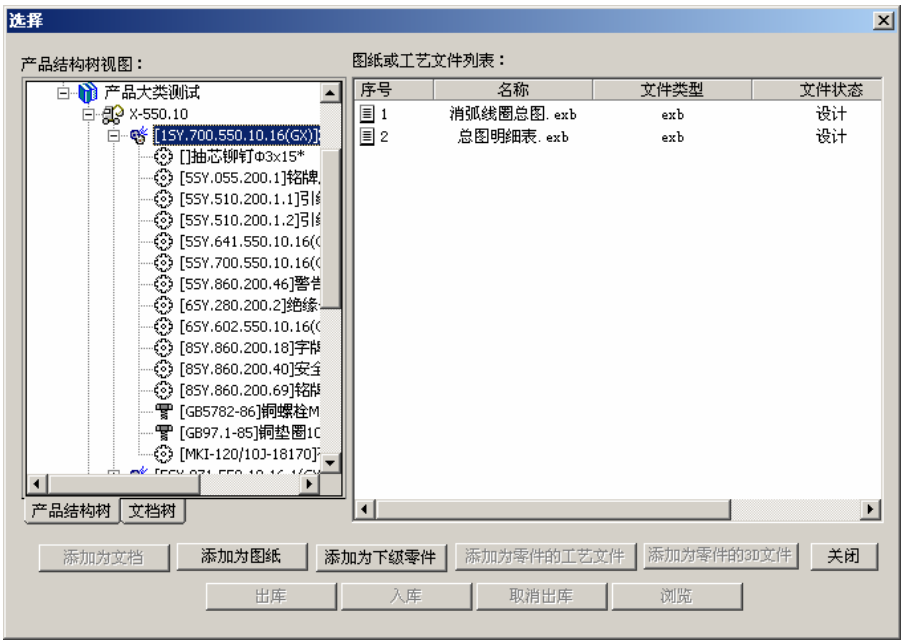 选择
产品结构树视图：
图纸或工艺文件列表：
产品大类测试
X-550.10
[1SY.700.550.10.16(GX)]
[]抽芯铆钉Φ3x15*
[5SY.055.200.1]铭牌
[5SY.510.200.1.1]引
[5SY.510.200.1.2]引
[5SY.641.550.10.16(
[5SY.700.550.10.16(
[5SY.860.200.46]警告
[6SY.280.200.2]绝缘
[6SY.602.550.10.16(
[8SY.860.200.18]字牌
[8SY.860.200.40]安全
[8SY.860.200.69]铭牌
[GB5782-86]铜螺栓M
[GB97.1-85]铜垫圈10
[MKI-120/10J-18170]
产品结构树 文档树
序号 名称 文件类型 文件状态
1 消弧线圈总图.exb exb 设计
2 总图明细表.exb exb 设计
添加为文档 添加为图纸 添加为下级零件 添加为零件的工艺文件 添加为零件的3D文件 关闭
出库 入库 取消出库 浏览